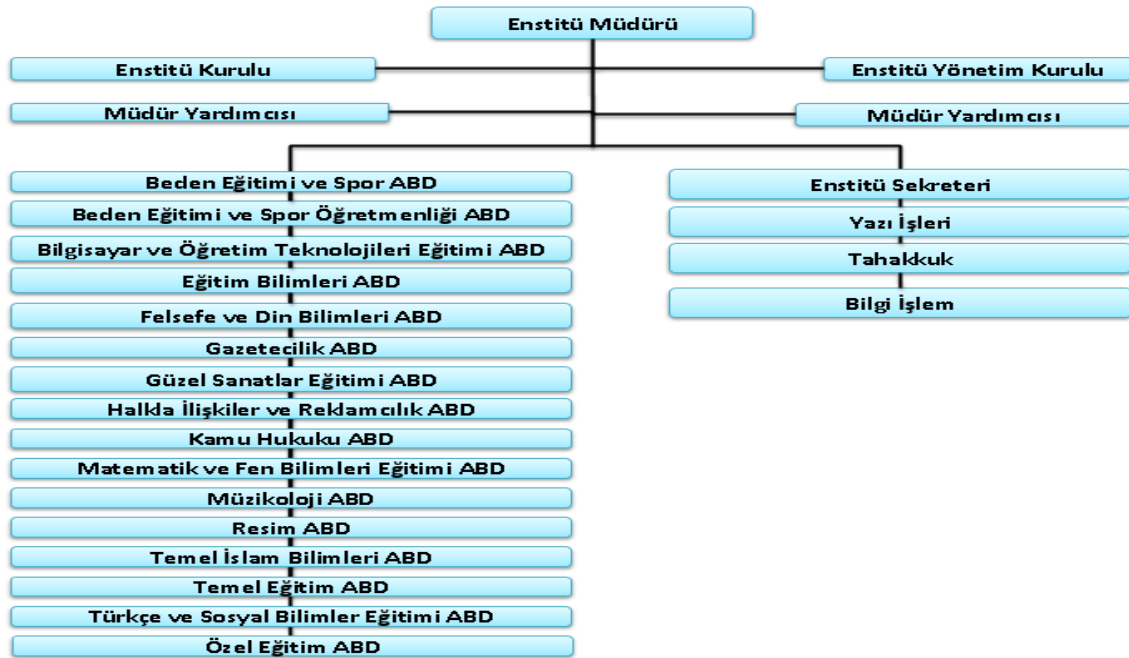 Enstitü Müdürü
Enstitü Kurulu
Enstitü Yönetim Kurulu
Müdür Yardımcısı
Müdür Yardımcısı
Beden Eğitimi ve Spor ABD
Beden Eğitimi ve Spor Öğretmenliği ABD
Bilgisayar ve Öğretim Teknolojileri Eğitimi ABD
Eğitim Bilimleri ABD
Felsefe ve Din Bilimleri ABD
Gazetecilik ABD
Güzel Sanatlar Eğitimi ABD
Halkla İlişkiler ve Reklamcılık ABD
Kamu Hukuku ABD
Matematik ve Fen Bilimleri Eğitimi ABD
Müzikoloji ABD
Resim ABD
Temel İslam Bilimleri ABD
Temel Eğitim ABD
Türkçe ve Sosyal Bilimler Eğitimi ABD
Özel Eğitim ABD
Enstitü Sekreteri
Yazı İşleri
Tahakkuk
Bilgi İşlem